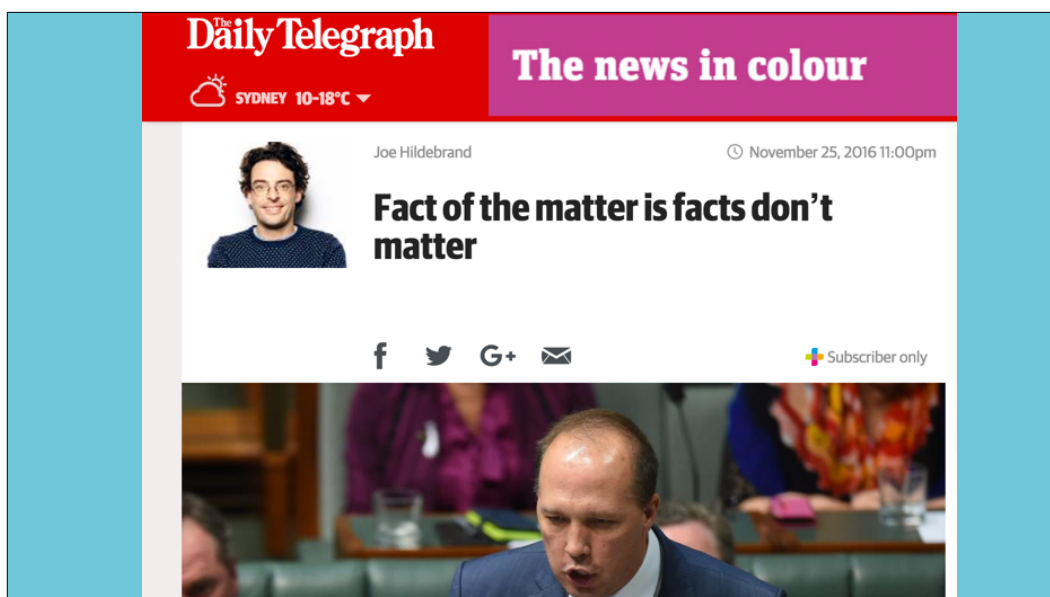 The Daily Telegraph
The news in colour
SYDNEY 10-18°C
Joe Hildebrand
November 25, 2016 11:00pm
Fact of the matter is facts don’t
matter
f G+
Subscriber only